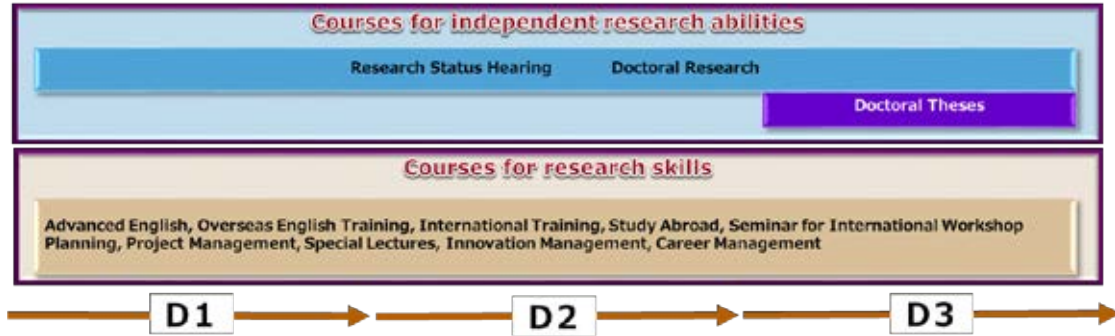 Courses for independent research abilities
Research Status Hearing Doctoral Research
Doctoral Theses
Courses for research skills
Advanced English, Overseas English Training, International Training, Study Abroad, Seminar for International Workshop
Planning, Project Management, Special Lectures, Innovation Management, Career Management
D1 D2 D3